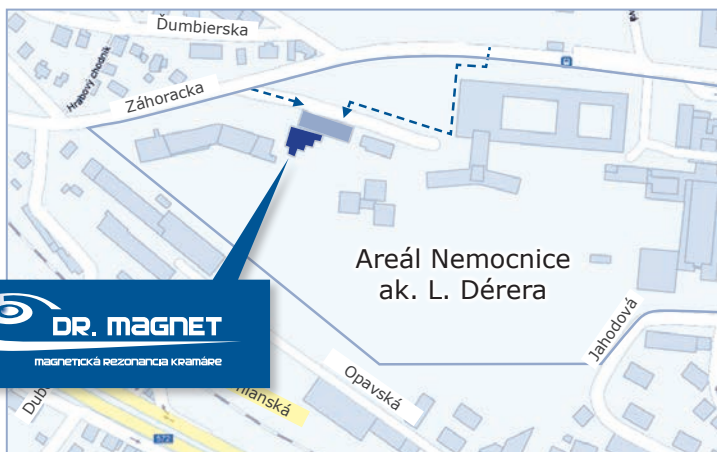 Ďumbierska
Hrabový chodník
Záhoracka
Areál Nemocnice
ak. L. Dérera
DR. MAGNET
MAGNETICKÁ REZONANCIA KRAMÁRE
Jahodová
Opavská
572